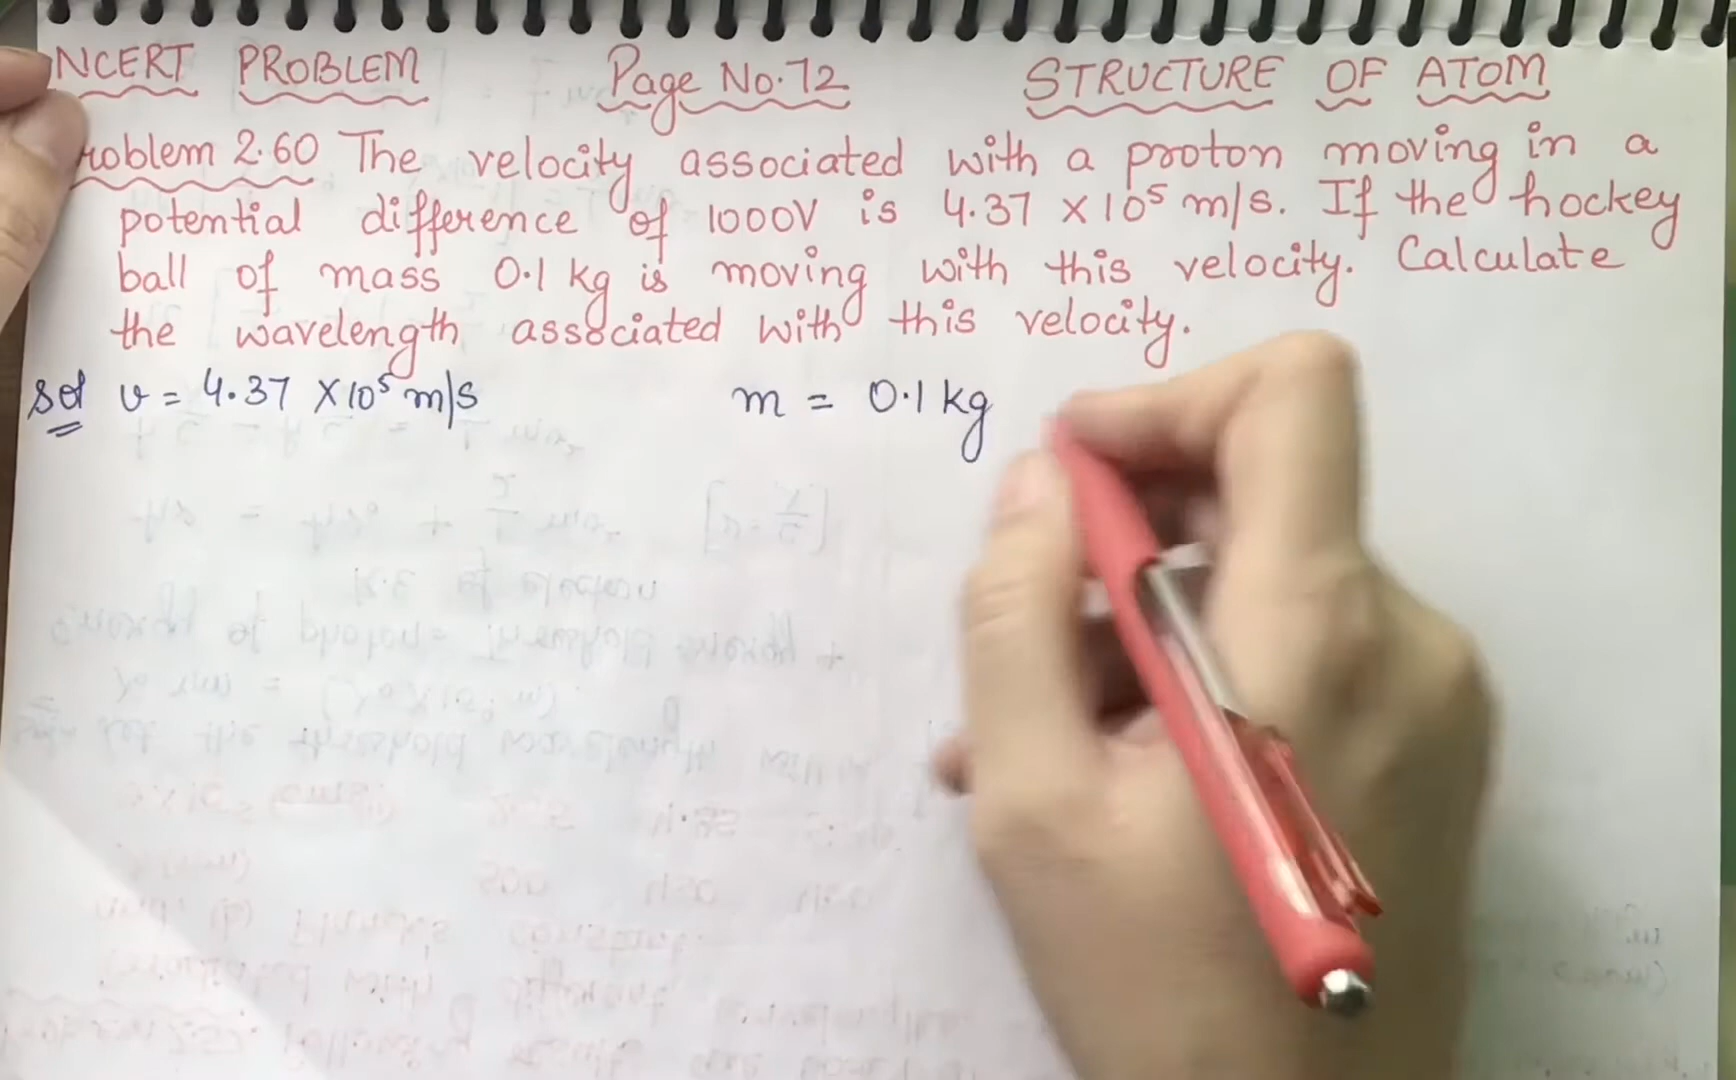 NCERT PROBLEM Page No.72 STRUCTURE OF ATOM
roblem 2.60 The velocity associated with a proton moving in a
potential difference of 1000V is 4.37 × 10⁵ m/s. If the hockey
ball of mass 0.1 kg is moving with this velocity. Calculate
the wavelength associated with this velocity.
Sol v = 4.37 × 10⁵ m/s m = 0.1 kg